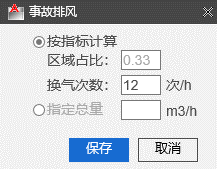 事故排风
按指标计算
区域占比： 0.33
换气次数： 12 次/h
指定总量 m3/h
保存 取消